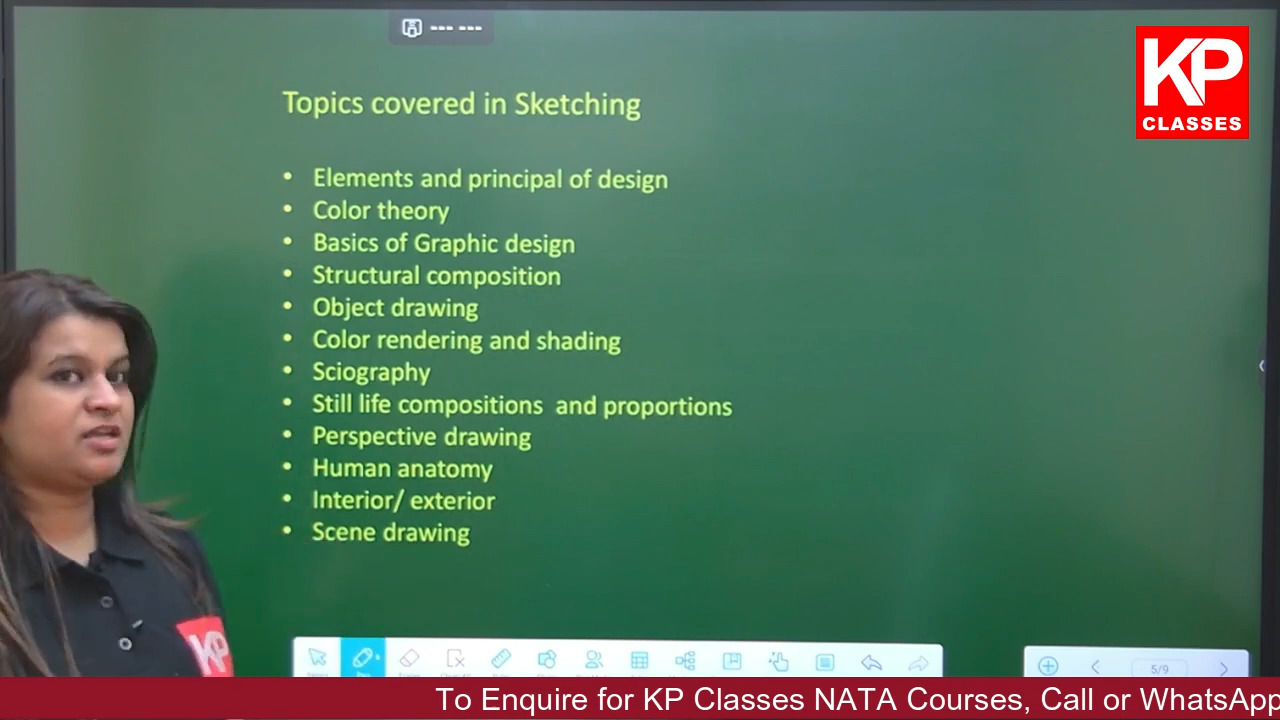 --- ---
KP
CLASSES
Topics covered in Sketching
• Elements and principal of design
• Color theory
• Basics of Graphic design
• Structural composition
• Object drawing
• Color rendering and shading
• Sciography
• Still life compositions and proportions
• Perspective drawing
• Human anatomy
• Interior/ exterior
• Scene drawing
KP
5/9
To Enquire for KP Classes NATA Courses, Call or WhatsApp